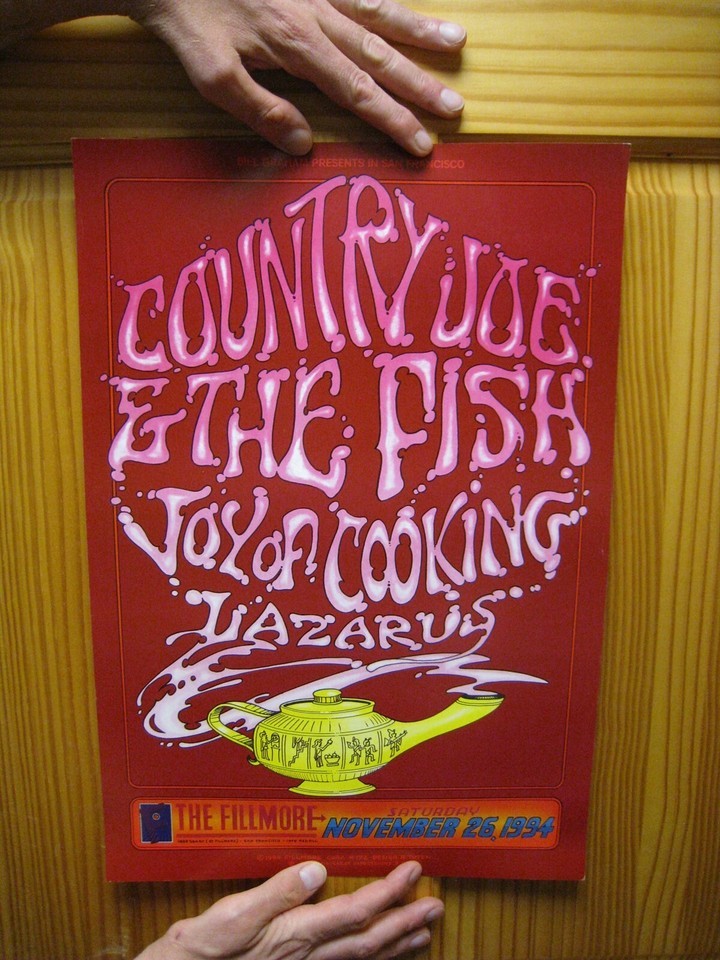 BILL GRAHAM PRESENTS IN SAN FRANCISCO
COUNTRY JOE
& THE FISH
JOY OF COOKING
LAZARUS
THE FILLMORE
SATURDAY
NOVEMBER 26, 1994